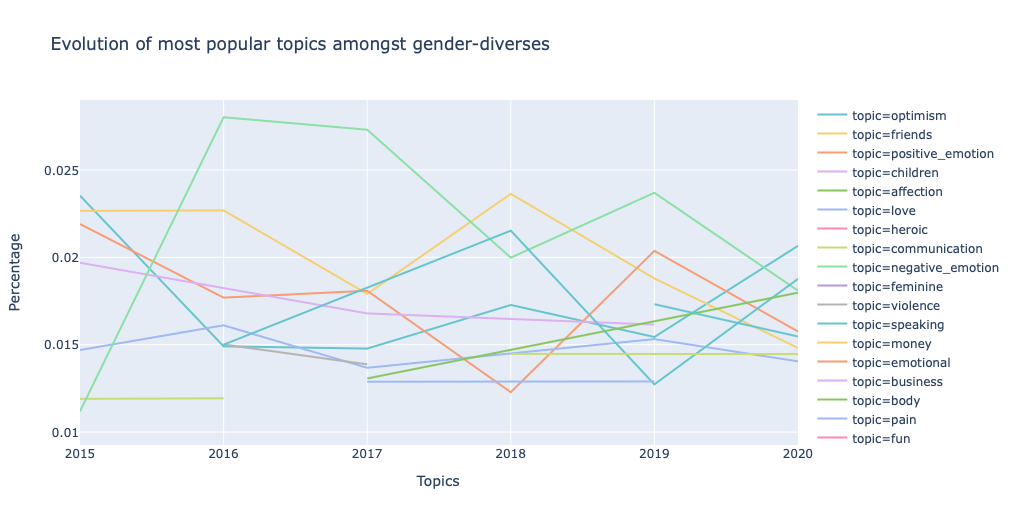 Evolution of most popular topics amongst gender-diverses
Percentage
0.025
0.02
0.015
0.01
2015
2016
2017
2018
2019
2020
Topics
topic=optimism
topic=friends
topic=positive_emotion
topic=children
topic=affection
topic=love
topic=heroic
topic=communication
topic=negative_emotion
topic=feminine
topic=violence
topic=speaking
topic=money
topic=emotional
topic=business
topic=body
topic=pain
topic=fun